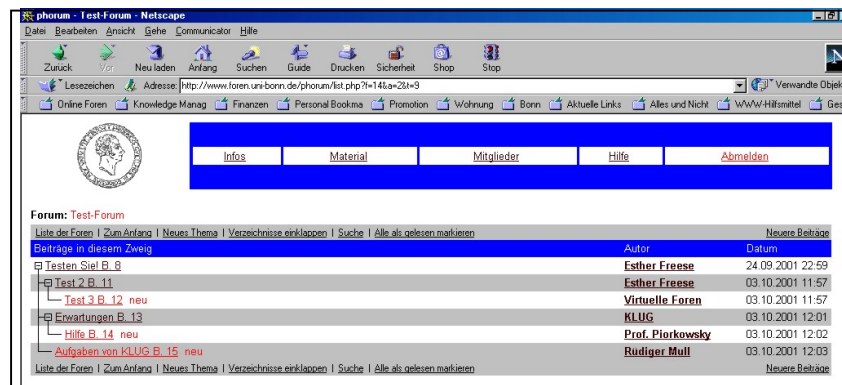 phorum - Test-Forum - Netscape
Datei Bearbeiten Ansicht Gehe Communicator Hilfe
Zurück Vor Neu laden Anfang Suchen Guide Drucken Sicherheit Shop Stop
Lesezeichen Adresse: http://www.foren.uni-bonn.de/phorum/list.php?f=14&a=2&t=9 Verwandte Objek
Online Foren Knowledge Manag Finanzen Personal Bookma Promotion Wohnung Bonn Aktuelle Links Alles und Nicht WWW-Hilfsmittel Ges
Infos Material Mitglieder Hilfe Abmelden
Forum: Test-Forum
Liste der Foren | Zum Anfang | Neues Thema | Verzeichnisse einklappen | Suche | Alle als gelesen markieren Neuere Beiträge
Beiträge in diesem Zweig Autor Datum
Testen Sie! B. 8 Esther Freese 24.09.2001 22:59
Test 2 B. 11 Esther Freese 03.10.2001 11:57
Test 3 B. 12 neu Virtuelle Foren 03.10.2001 11:57
Erwartungen B. 13 KLUG 03.10.2001 12:01
Hilfe B. 14 neu Prof. Piorkowsky 03.10.2001 12:02
Aufgaben von KLUG B. 15 neu Rüdiger Mull 03.10.2001 12:03
Liste der Foren | Zum Anfang | Neues Thema | Verzeichnisse einklappen | Suche | Alle als gelesen markieren Neuere Beiträge